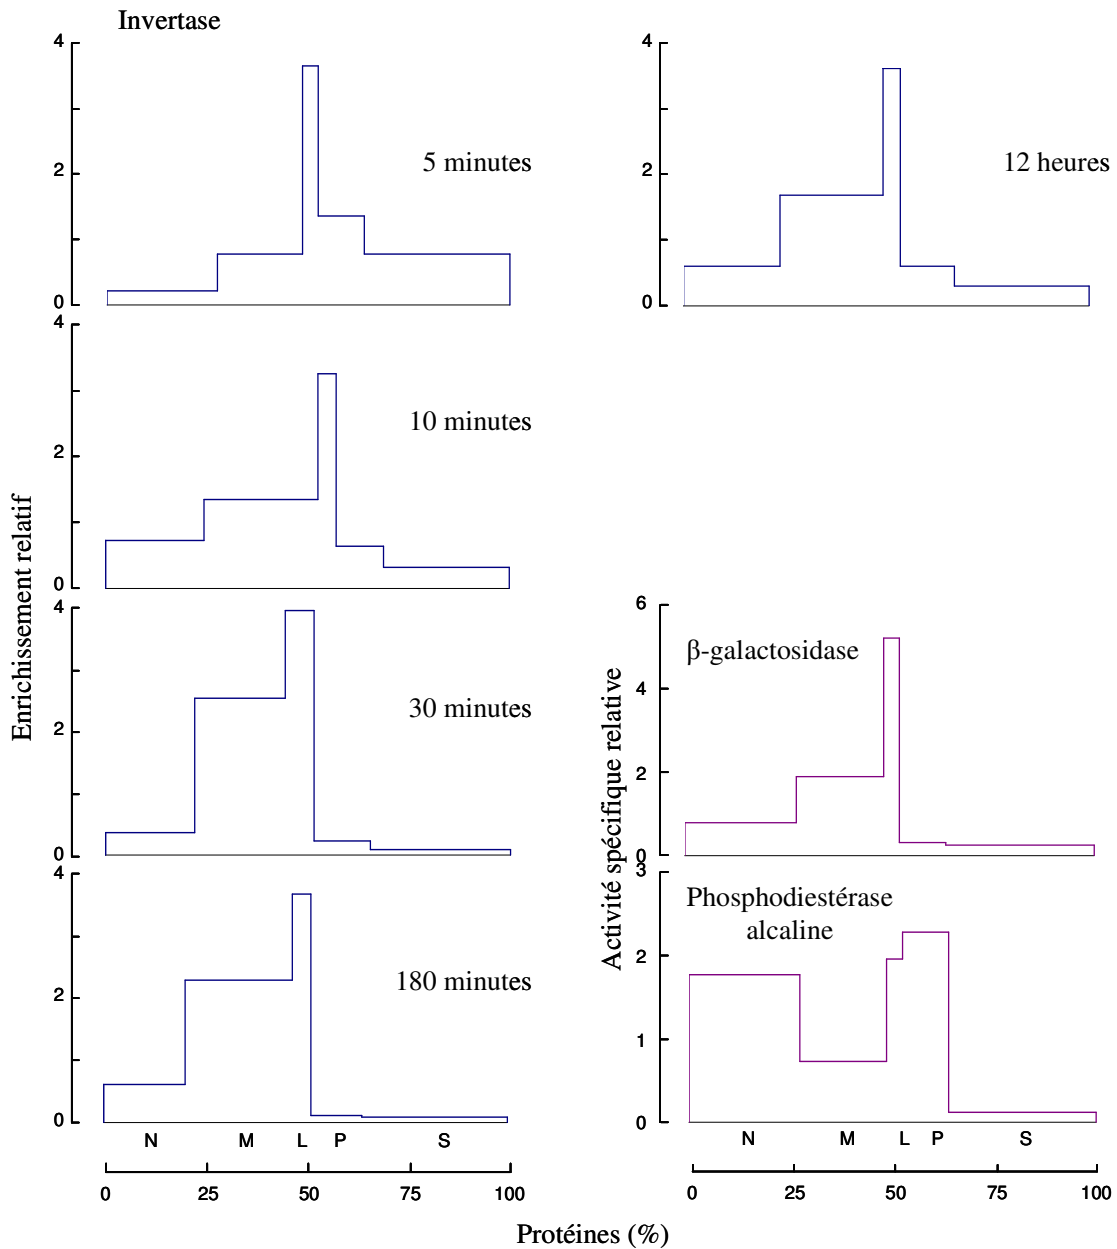 Invertase
4
2
0
5 minutes
4
2
0
12 heures
4
2
0
10 minutes
4
2
0
30 minutes
4
2
0
180 minutes
N M L P S
0 25 50 75 100
Enrichissement relatif
6
4
2
0
β-galactosidase
3
2
1
0
Phosphodiestérase
alcaline
N M L P S
0 25 50 75 100
Activité spécifique relative
Protéines (%)